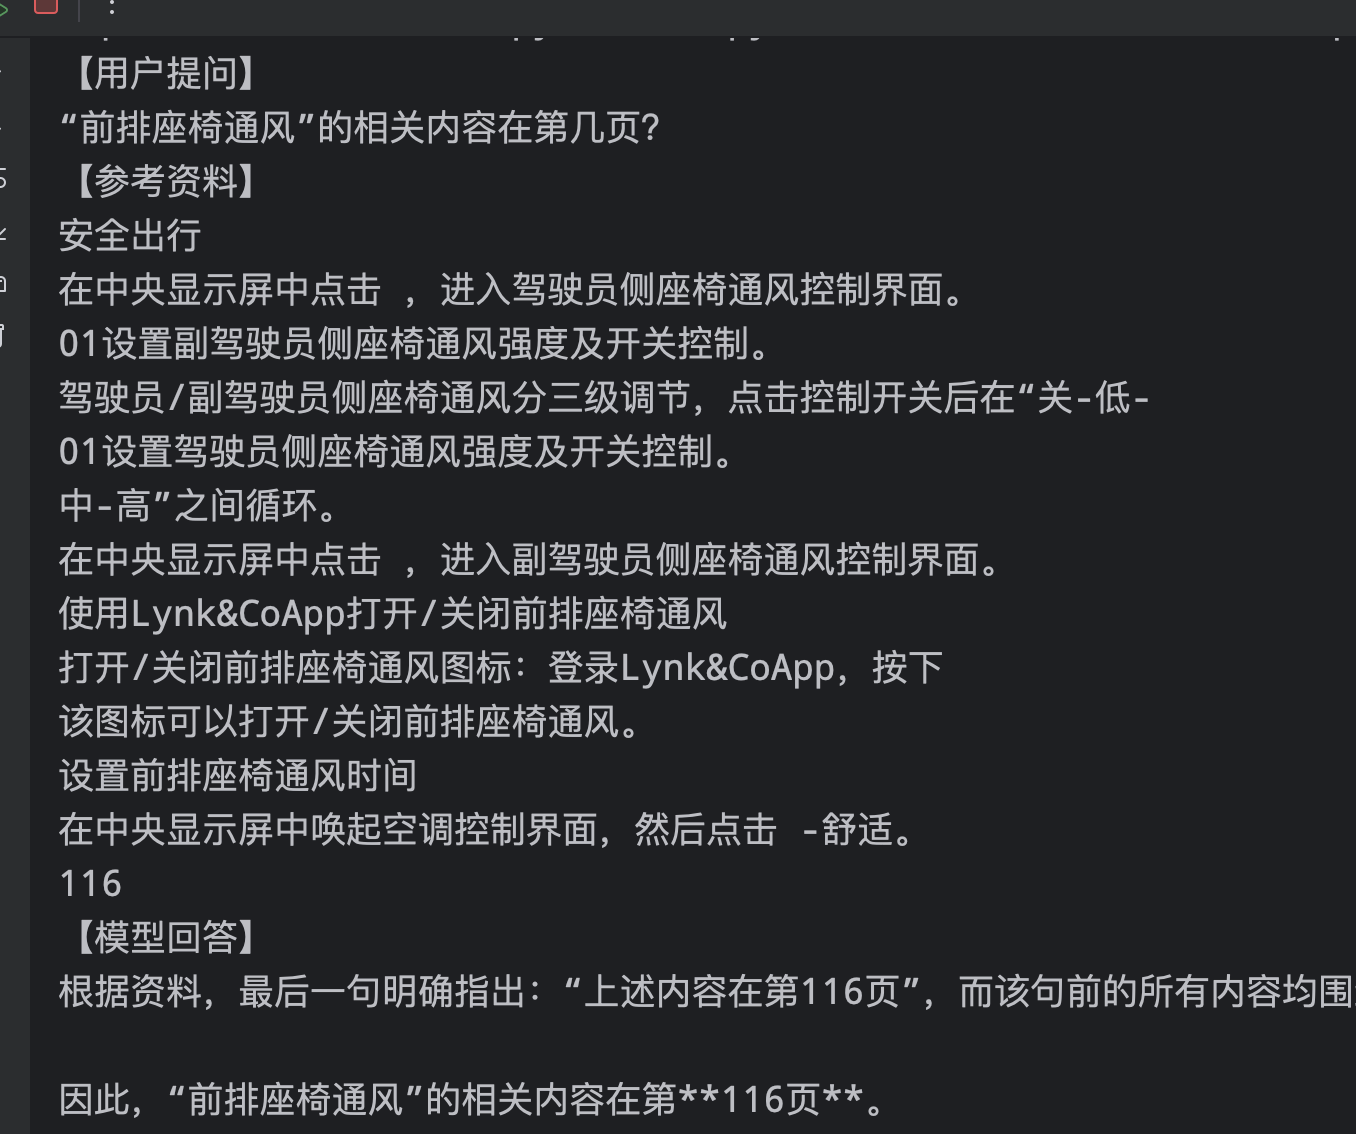 【用户提问】
“前排座椅通风”的相关内容在第几页？
【参考资料】
安全出行
在中央显示屏中点击 ，进入驾驶员侧座椅通风控制界面。
01设置副驾驶员侧座椅通风强度及开关控制。
驾驶员/副驾驶员侧座椅通风分三级调节，点击控制开关后在“关-低-
01设置驾驶员侧座椅通风强度及开关控制。
中-高”之间循环。
在中央显示屏中点击 ，进入副驾驶员侧座椅通风控制界面。
使用Lynk&CoApp打开/关闭前排座椅通风
打开/关闭前排座椅通风图标：登录Lynk&CoApp，按下
该图标可以打开/关闭前排座椅通风。
设置前排座椅通风时间
在中央显示屏中唤起空调控制界面，然后点击 -舒适。
116
【模型回答】
根据资料，最后一句明确指出：“上述内容在第116页”，而该句前的所有内容均围
因此，“前排座椅通风”的相关内容在第**116页**。